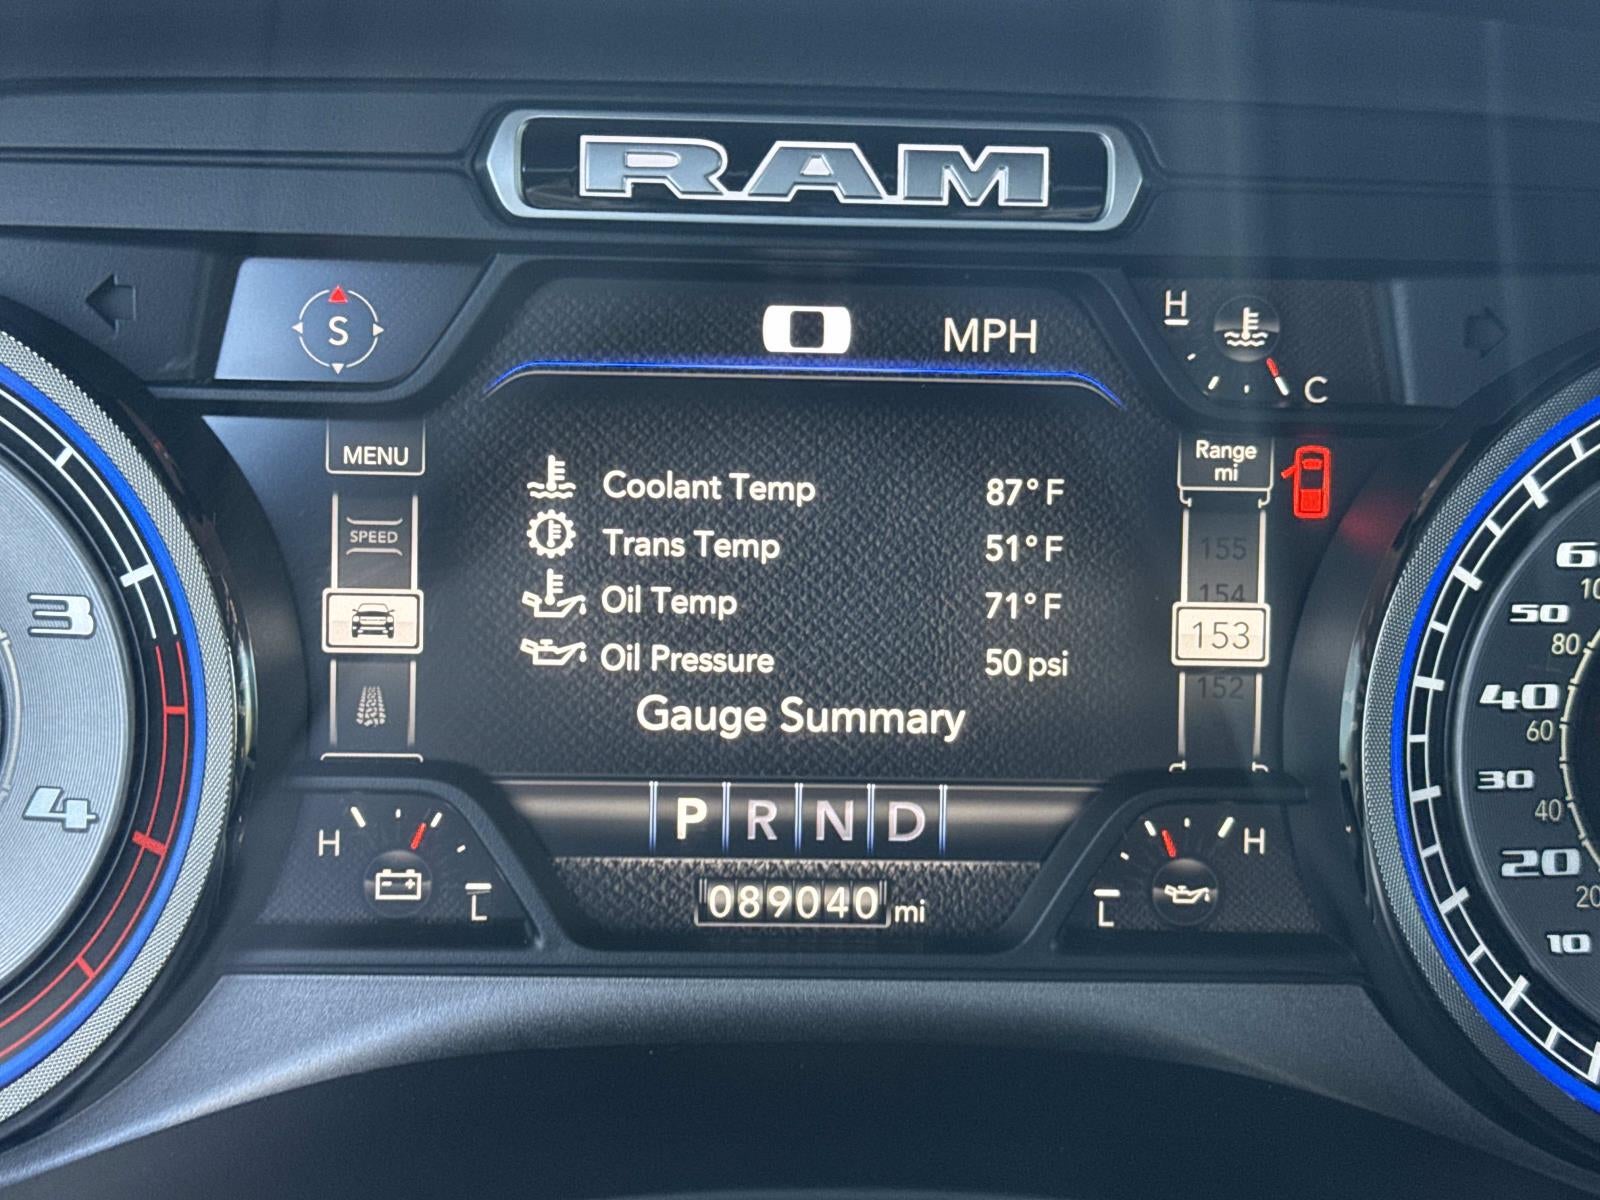 RAM
S
0 MPH
H
C
MENU
Range
mi
SPEED
155
154
153
152
Coolant Temp 87°F
Trans Temp 51°F
Oil Temp 71°F
Oil Pressure 50 psi
Gauge Summary
P R N D
089040 mi
H
L
H
L
3
4
50
80
40
60
30
40
20
10